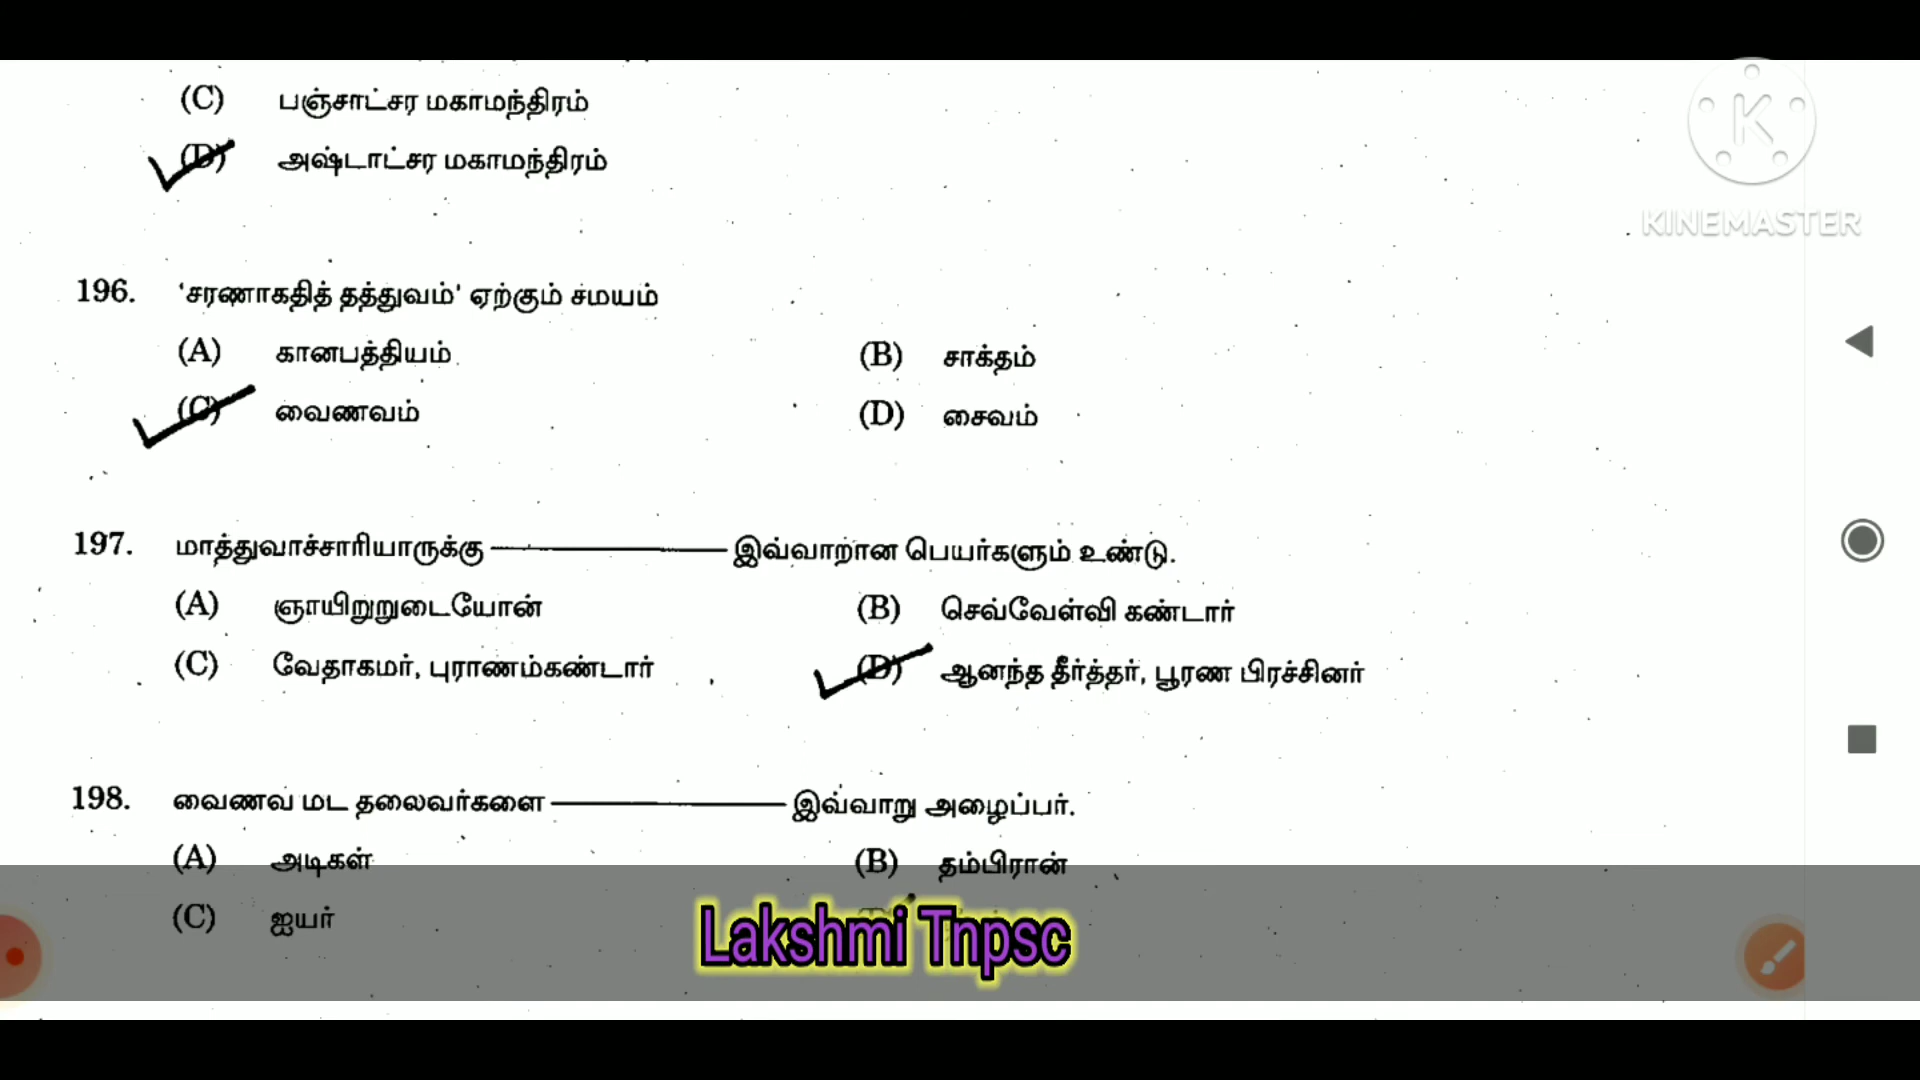 (C) பஞ்சாட்சர மகாமந்திரம்
(D) அஷ்டாட்சர மகாமந்திரம்
KINEMASTER
196. 'சரணாகதித் தத்துவம்' ஏற்கும் சமயம்
(A) கானபத்தியம் (B) சாக்தம்
(C) வைணவம் (D) சைவம்
197. மாத்துவாச்சாரியாருக்கு ———— இவ்வாறான பெயர்களும் உண்டு.
(A) ஞாயிறுறுடையோன் (B) செவ்வேள்வி கண்டார்
(C) வேதாகமர், புராணம்கண்டார் (D) ஆனந்த தீர்த்தர், பூரண பிரச்சினர்
198. வைணவ மட தலைவர்களை ———— இவ்வாறு அழைப்பர்.
(A) அடிகள் (B) தம்பிரான்
(C) ஐயர்
Lakshmi Tnpsc